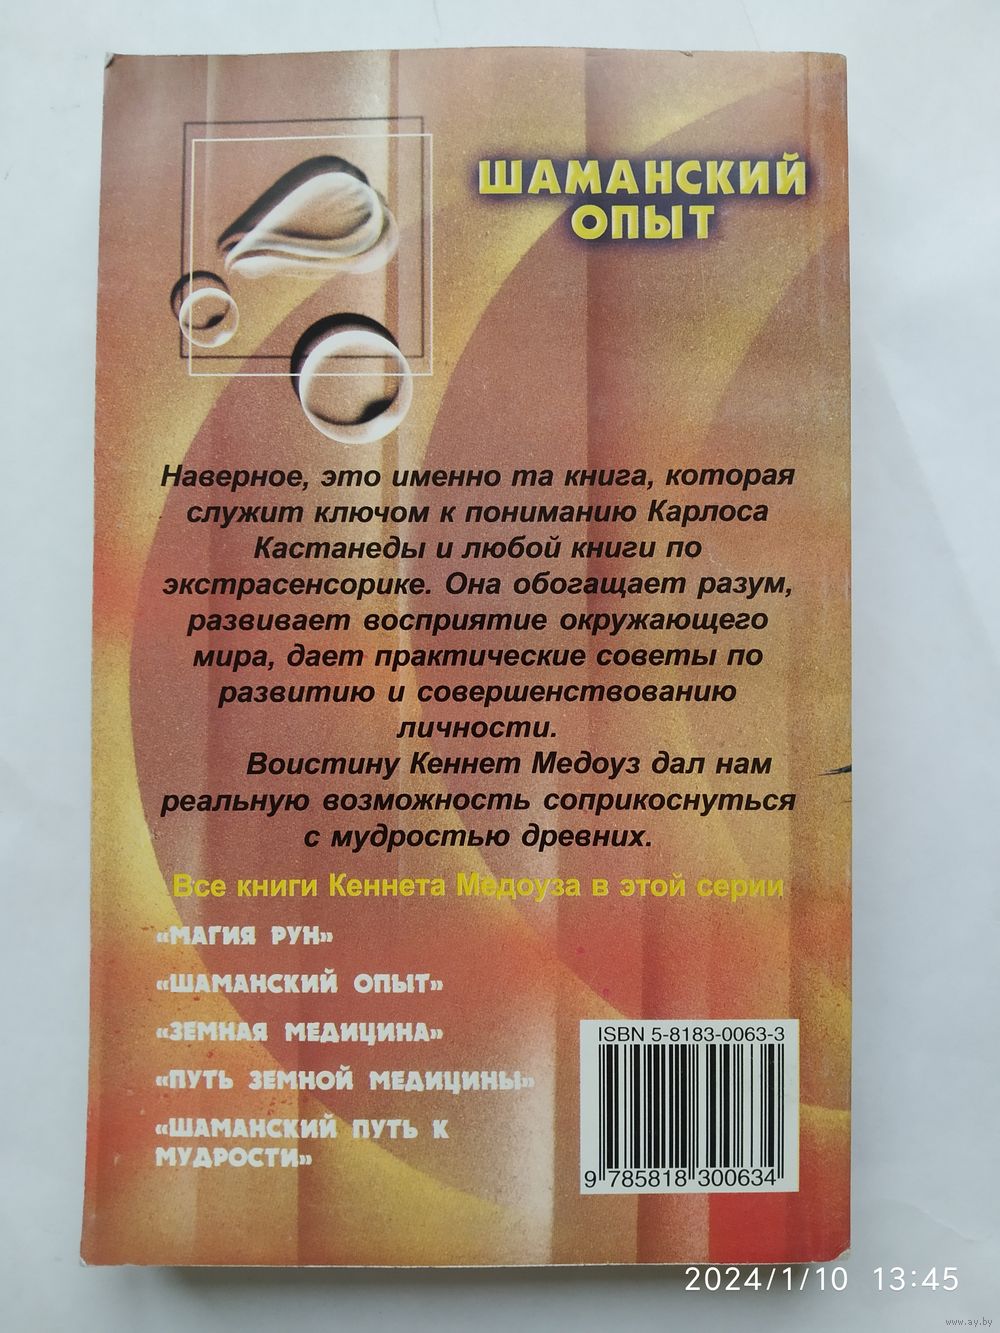 ШАМАНСКИЙ
ОПЫТ
Наверное, это именно та книга, которая
служит ключом к пониманию Карлоса
Кастанеды и любой книги по
экстрасенсорике. Она обогащает разум,
развивает восприятие окружающего
мира, дает практические советы по
развитию и совершенствованию
личности.
Воистину Кеннет Медоуз дал нам
реальную возможность соприкоснуться
с мудростью древних.
Все книги Кеннета Медоуза в этой серии
«МАГИЯ РУН»
«ШАМАНСКИЙ ОПЫТ»
«ЗЕМНАЯ МЕДИЦИНА»
«ПУТЬ ЗЕМНОЙ МЕДИЦИНЫ»
«ШАМАНСКИЙ ПУТЬ К
МУДРОСТИ»
ISBN 5-8183-0063-3
9 785818 300634
2024/1/10 13:45
www.ay.by